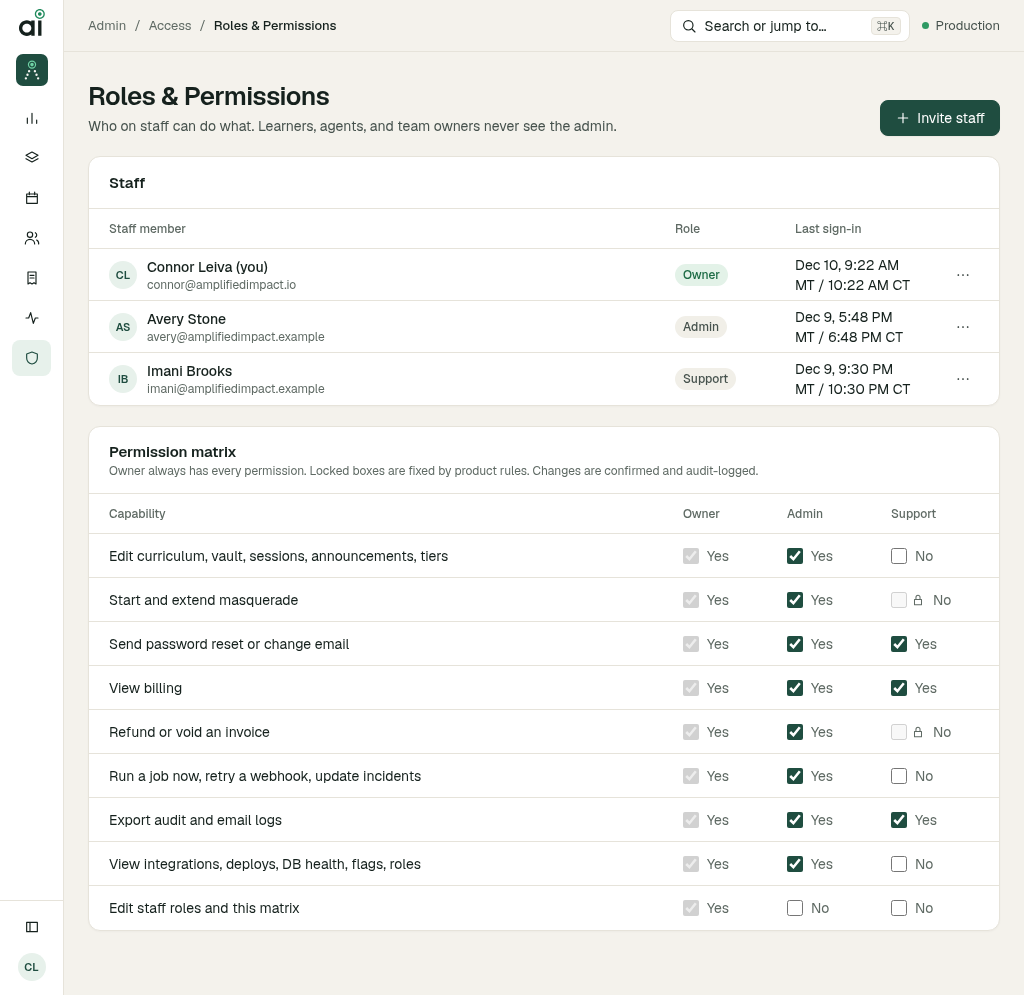 ai
Admin / Access / Roles & Permissions
Search or jump to…
⌘K
Production
Roles & Permissions
Who on staff can do what. Learners, agents, and team owners never see the admin.
Invite staff
Staff
Staff member Role Last sign-in
CL Connor Leiva (you)
connor@amplifiedimpact.io
Owner
Dec 10, 9:22 AM
MT / 10:22 AM CT
AS Avery Stone
avery@amplifiedimpact.example
Admin
Dec 9, 5:48 PM
MT / 6:48 PM CT
IB Imani Brooks
imani@amplifiedimpact.example
Support
Dec 9, 9:30 PM
MT / 10:30 PM CT
Permission matrix
Owner always has every permission. Locked boxes are fixed by product rules. Changes are confirmed and audit-logged.
Capability Owner Admin Support
Edit curriculum, vault, sessions, announcements, tiers Yes Yes No
Start and extend masquerade Yes Yes No
Send password reset or change email Yes Yes Yes
View billing Yes Yes Yes
Refund or void an invoice Yes Yes No
Run a job now, retry a webhook, update incidents Yes Yes No
Export audit and email logs Yes Yes Yes
View integrations, deploys, DB health, flags, roles Yes Yes No
Edit staff roles and this matrix Yes No No
CL